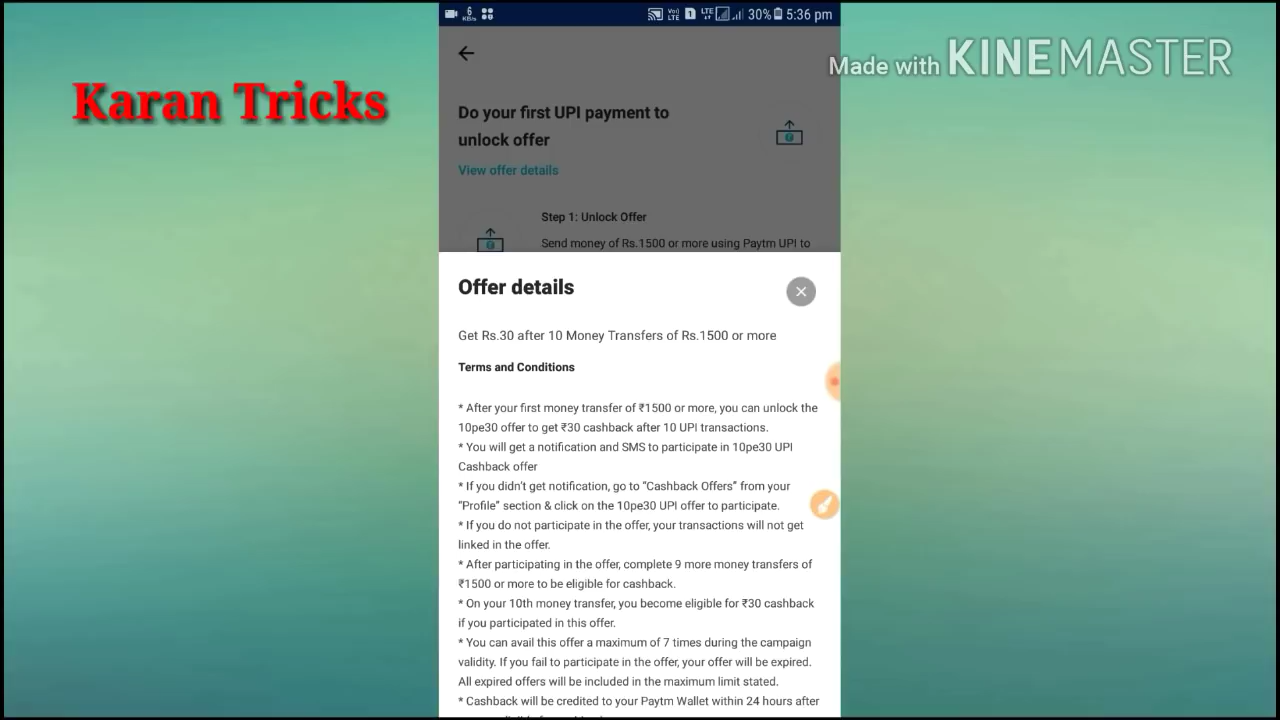 6
KB/s
Vo))
LTE
1
LTE
30%
5:36 pm
Made with KINEMASTER
Karan Tricks
Do your first UPI payment to
unlock offer
View offer details
Step 1: Unlock Offer
Send money of Rs.1500 or more using Paytm UPI to
Offer details
Get Rs.30 after 10 Money Transfers of Rs.1500 or more
Terms and Conditions
* After your first money transfer of ₹1500 or more, you can unlock the
10pe30 offer to get ₹30 cashback after 10 UPI transactions.
* You will get a notification and SMS to participate in 10pe30 UPI
Cashback offer
* If you didn't get notification, go to “Cashback Offers” from your
“Profile” section & click on the 10pe30 UPI offer to participate.
* If you do not participate in the offer, your transactions will not get
linked in the offer.
* After participating in the offer, complete 9 more money transfers of
₹1500 or more to be eligible for cashback.
* On your 10th money transfer, you become eligible for ₹30 cashback
if you participated in this offer.
* You can avail this offer a maximum of 7 times during the campaign
validity. If you fail to participate in the offer, your offer will be expired.
All expired offers will be included in the maximum limit stated.
* Cashback will be credited to your Paytm Wallet within 24 hours after